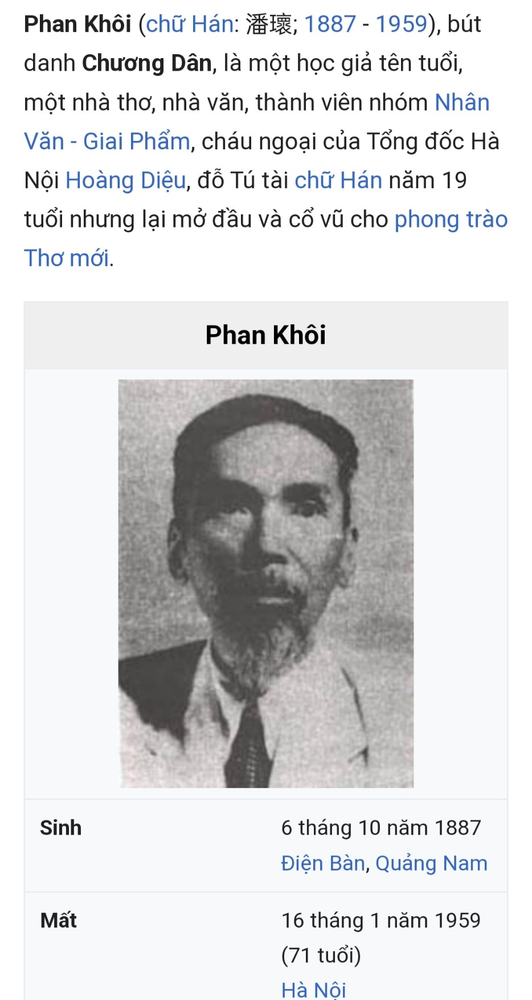 Phan Khôi (chữ Hán: 潘瓌; 1887 - 1959), bút
danh Chương Dân, là một học giả tên tuổi,
một nhà thơ, nhà văn, thành viên nhóm Nhân
Văn - Giai Phẩm, cháu ngoại của Tổng đốc Hà
Nội Hoàng Diệu, đỗ Tú tài chữ Hán năm 19
tuổi nhưng lại mở đầu và cổ vũ cho phong trào
Thơ mới.
Phan Khôi
Sinh
6 tháng 10 năm 1887
Điện Bàn, Quảng Nam
Mất
16 tháng 1 năm 1959
(71 tuổi)
Hà Nội